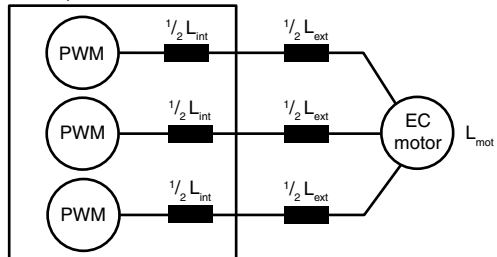 PWM ¹/₂ Lᵢₙₜ ¹/₂ Lₑₓₜ
PWM ¹/₂ Lᵢₙₜ ¹/₂ Lₑₓₜ EC motor Lₘₒₜ
PWM ¹/₂ Lᵢₙₜ ¹/₂ Lₑₓₜ